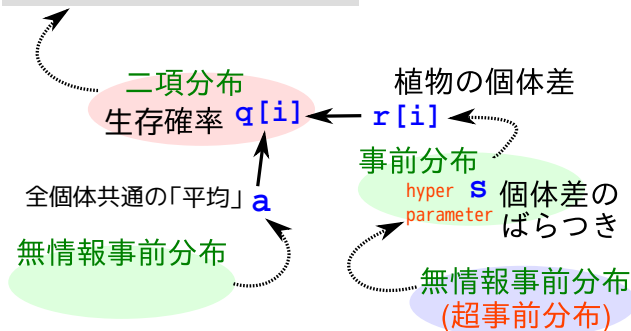 二項分布
生存確率 q[i]
植物の個体差
r[i]
事前分布
hyper s 個体差の
parameter ばらつき
全個体共通の「平均」a
無情報事前分布
無情報事前分布
(超事前分布)